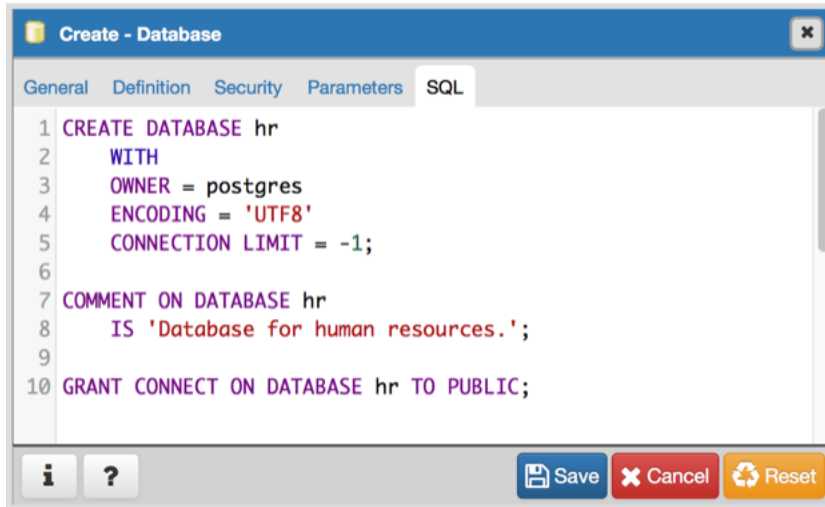 Create - Database
General Definition Security Parameters SQL
1 CREATE DATABASE hr
2 WITH
3 OWNER = postgres
4 ENCODING = 'UTF8'
5 CONNECTION LIMIT = -1;
6
7 COMMENT ON DATABASE hr
8 IS 'Database for human resources.';
9
10 GRANT CONNECT ON DATABASE hr TO PUBLIC;
i ? Save Cancel Reset